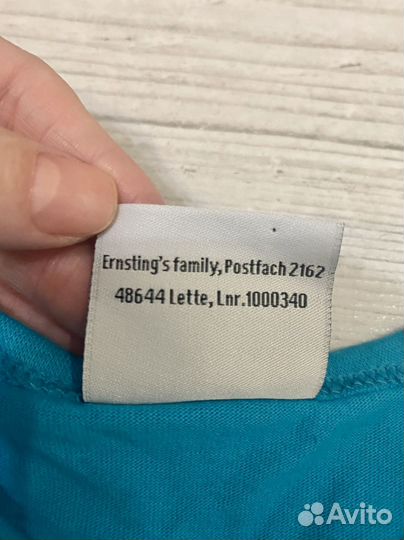 Ernsting's family, Postfach 2162
48644 Lette, Lnr.1000340
Avito